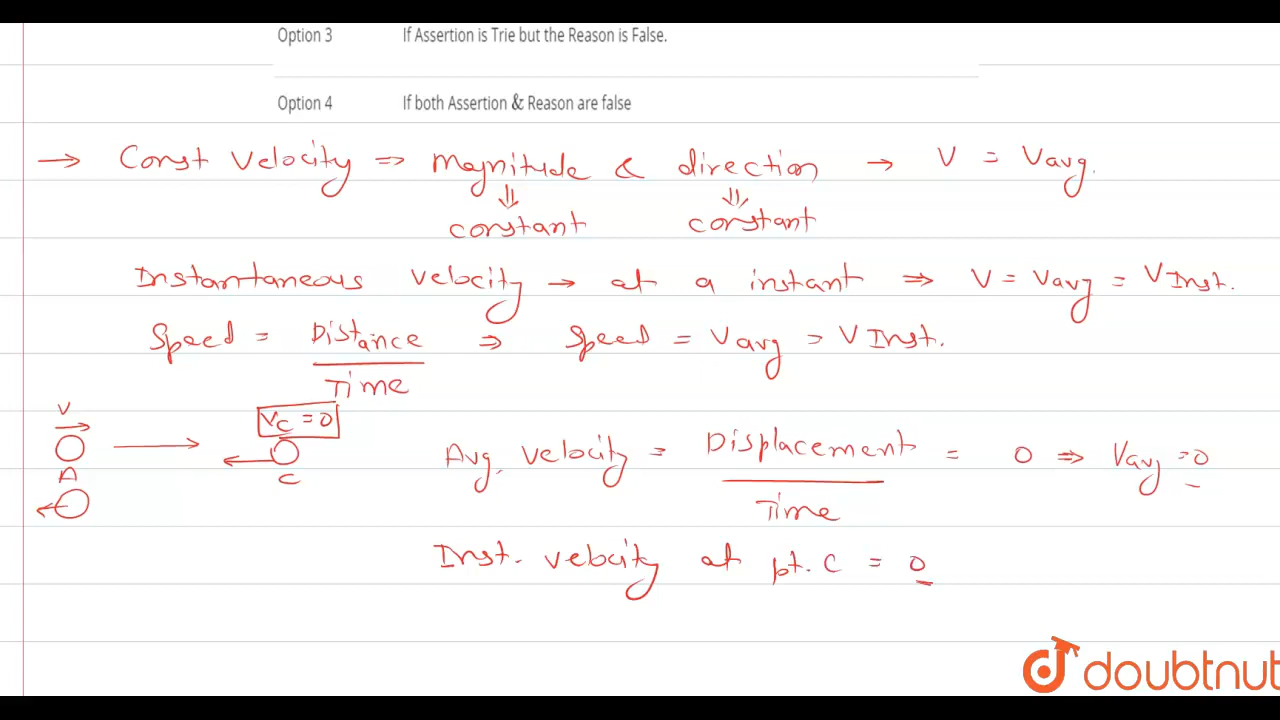 Option 3 If Assertion is Trie but the Reason is False.
Option 4 If both Assertion & Reason are false
→ Const Velocity => Magnitude & direction → V = Vavg.
⇓ ⇓
constant constant
Instantaneous Velocity → at a instant ⇒ V = Vavg = VInst.
Speed = Distance / Time ⇒ Speed = Vavg = VInst.
V
A
Vc = 0
C
Avg. Velocity = Displacement / Time = 0 ⇒ Vavg = 0
Inst. velocity at pt. C = 0
doubtnut